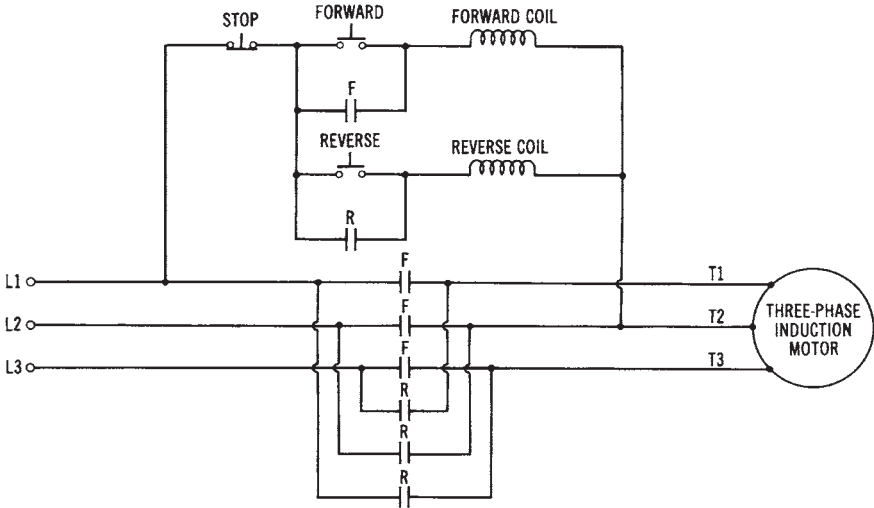 STOP
FORWARD
FORWARD COIL
F
REVERSE
REVERSE COIL
R
L1
F
T1
L2
F
T2
THREE-PHASE
INDUCTION
MOTOR
L3
F
T3
R
R
R